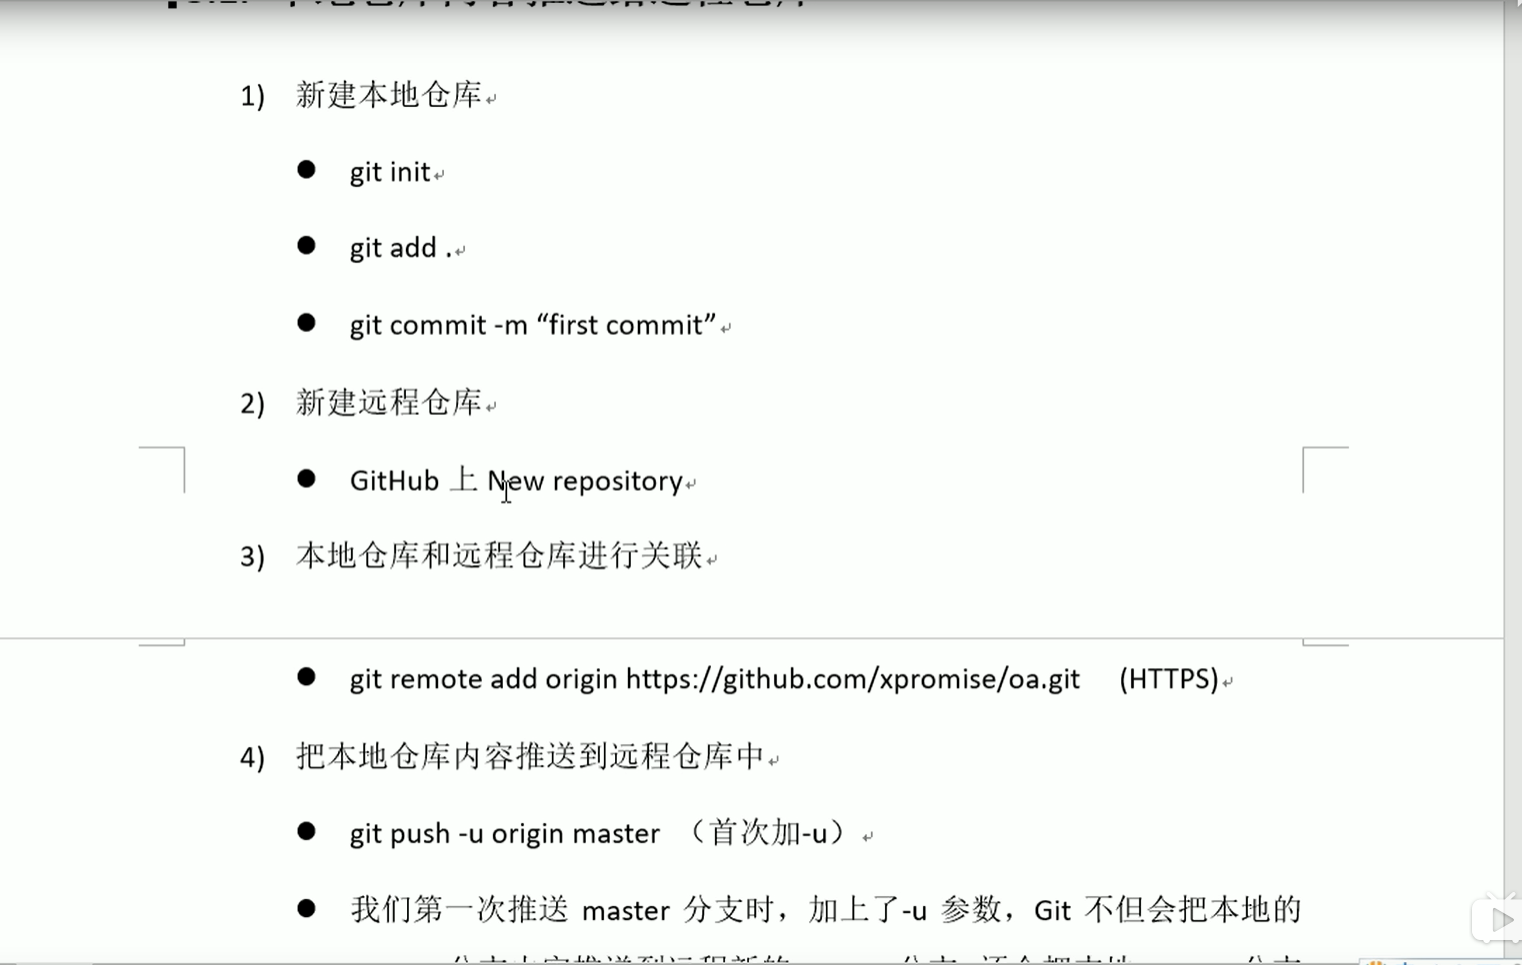 1) 新建本地仓库
● git init
● git add .
● git commit -m “first commit”
2) 新建远程仓库
● GitHub 上 New repository
3) 本地仓库和远程仓库进行关联
● git remote add origin https://github.com/xpromise/oa.git (HTTPS)
4) 把本地仓库内容推送到远程仓库中
● git push -u origin master （首次加-u）
● 我们第一次推送 master 分支时，加上了-u 参数，Git 不但会把本地的